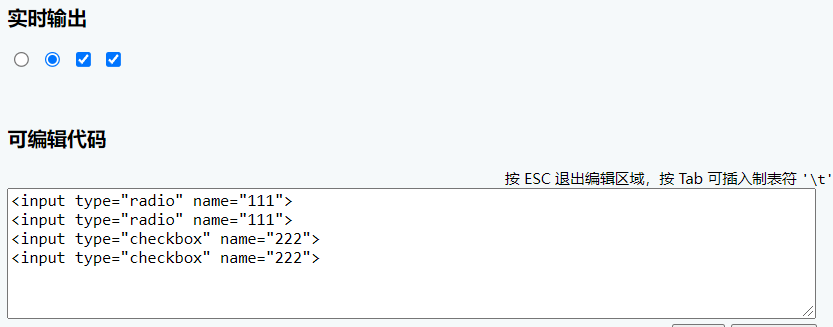 实时输出
可编辑代码
按 ESC 退出编辑区域，按 Tab 可插入制表符 '\t'
<input type="radio" name="111">
<input type="radio" name="111">
<input type="checkbox" name="222">
<input type="checkbox" name="222">